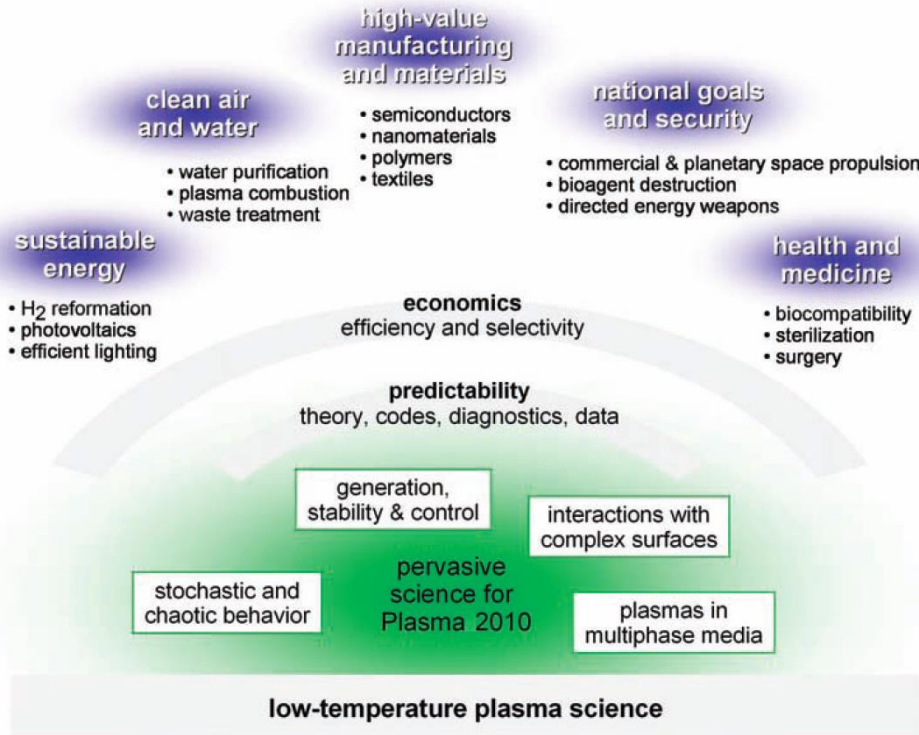 high-value
manufacturing
and materials
• semiconductors
• nanomaterials
• polymers
• textiles
clean air
and water
• water purification
• plasma combustion
• waste treatment
national goals
and security
• commercial & planetary space propulsion
• bioagent destruction
• directed energy weapons
sustainable
energy
• H2 reformation
• photovoltaics
• efficient lighting
health and
medicine
• biocompatibility
• sterilization
• surgery
economics
efficiency and selectivity
predictability
theory, codes, diagnostics, data
generation,
stability & control
interactions with
complex surfaces
stochastic and
chaotic behavior
pervasive
science for
Plasma 2010
plasmas in
multiphase media
low-temperature plasma science